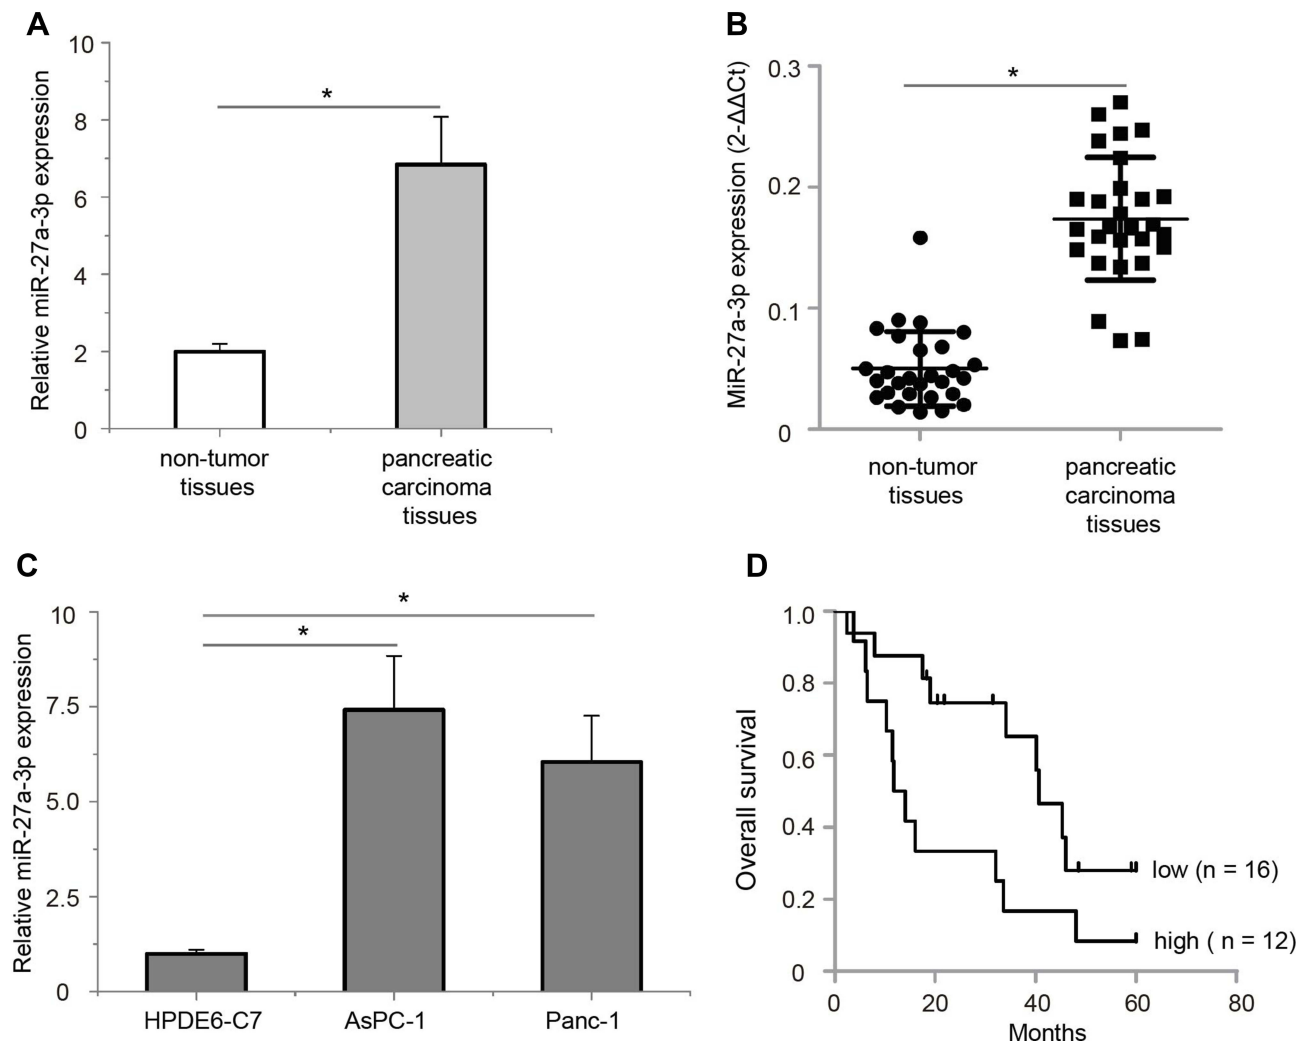 A
Relative miR-27a-3p expression
10
8
6
4
2
0
*
non-tumor
tissues
pancreatic
carcinoma
tissues
B
MiR-27a-3p expression (2-ΔΔCt)
0.3
0.2
0.1
0
*
non-tumor
tissues
pancreatic
carcinoma
tissues
C
Relative miR-27a-3p expression
10
7.5
5.0
2.5
0
*
*
HPDE6-C7
AsPC-1
Panc-1
D
Overall survival
1.0
0.8
0.6
0.4
0.2
0
low (n = 16)
high ( n = 12)
0
20
40
60
80
Months